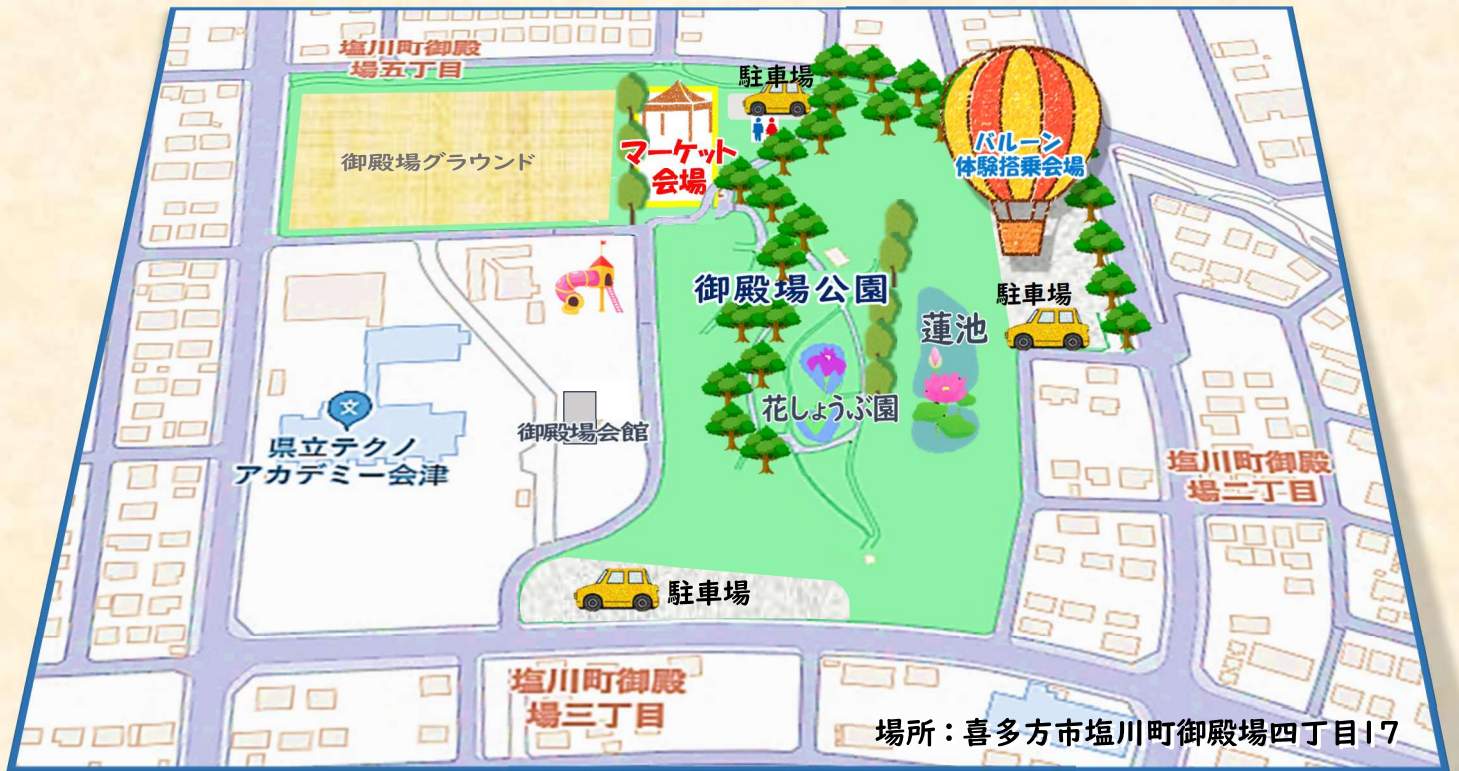 塩川町御殿
場五丁目
駐車場
御殿場グラウンド
マーケット
会場
バルーン
体験搭乗会場
御殿場公園
駐車場
蓮池
花しょうぶ園
文
県立テクノ
アカデミー会津
御殿場会館
塩川町御殿
場二丁目
駐車場
塩川町御殿
場三丁目
場所：喜多方市塩川町御殿場四丁目17